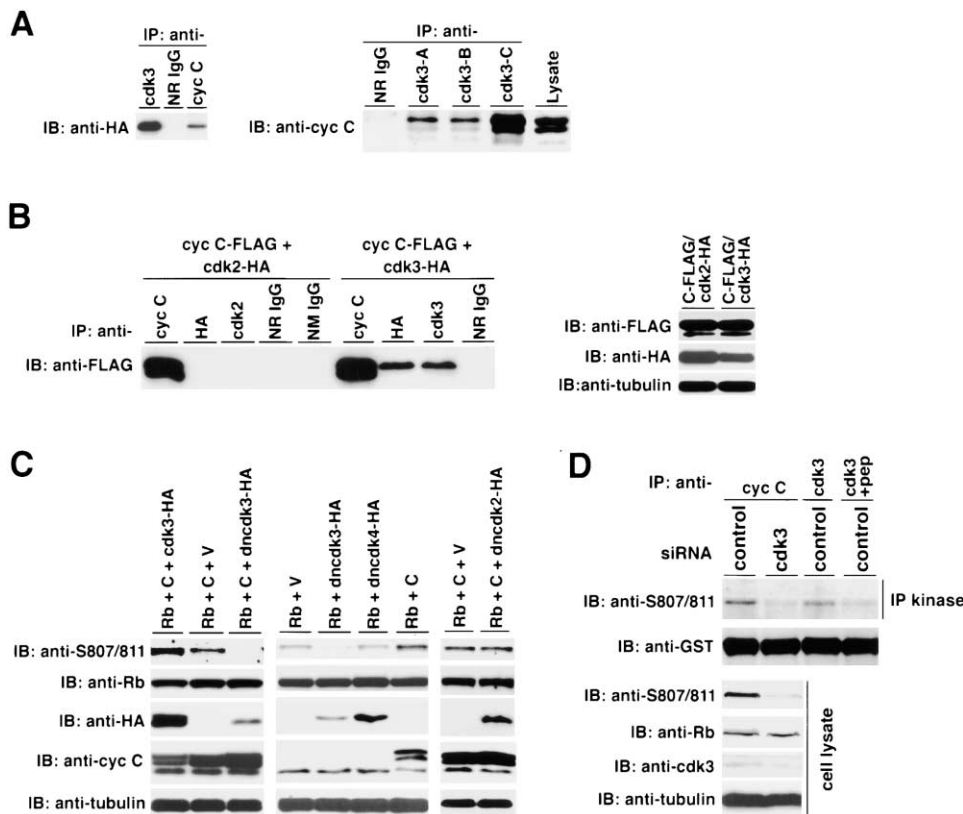 A
IP: anti-
cdk3
NR IgG
cyc C
IB: anti-HA
IP: anti-
NR IgG
cdk3-A
cdk3-B
cdk3-C
Lysate
IB: anti-cyc C
B
cyc C-FLAG +
cdk2-HA
cyc C-FLAG +
cdk3-HA
IP: anti-
cyc C
HA
cdk2
NR IgG
NM IgG
cyc C
HA
cdk3
NR IgG
IB: anti-FLAG
C-FLAG/
cdk2-HA
C-FLAG/
cdk3-HA
IB: anti-FLAG
IB: anti-HA
IB:anti-tubulin
C
Rb + C + cdk3-HA
Rb + C + V
Rb + C + dncdk3-HA
Rb + V
Rb + dncdk3-HA
Rb + dncdk4-HA
Rb + C
Rb + C + V
Rb + C + dncdk2-HA
IB: anti-S807/811
IB: anti-Rb
IB: anti-HA
IB: anti-cyc C
IB: anti-tubulin
D
IP: anti-
cyc C
cdk3
cdk3
+pep
siRNA
control
cdk3
control
control
IB: anti-S807/811
IP kinase
IB: anti-GST
IB: anti-S807/811
IB: anti-Rb
IB: anti-cdk3
IB: anti-tubulin
cell lysate